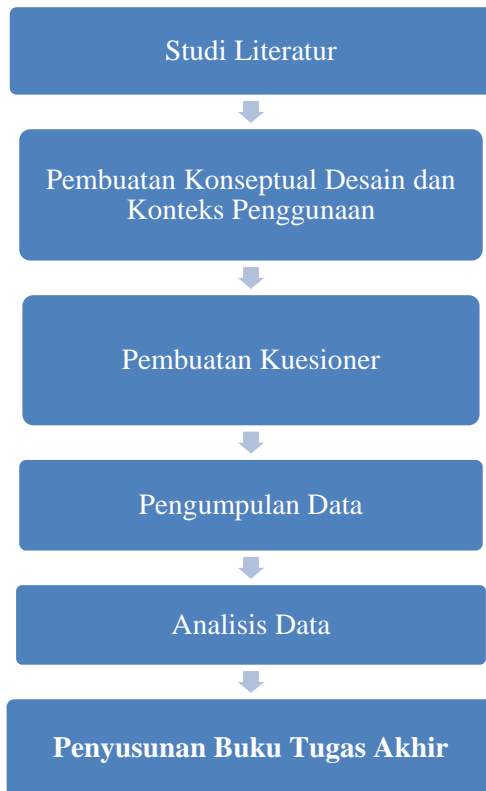 Studi Literatur
Pembuatan Konseptual Desain dan
Konteks Penggunaan
Pembuatan Kuesioner
Pengumpulan Data
Analisis Data
Penyusunan Buku Tugas Akhir